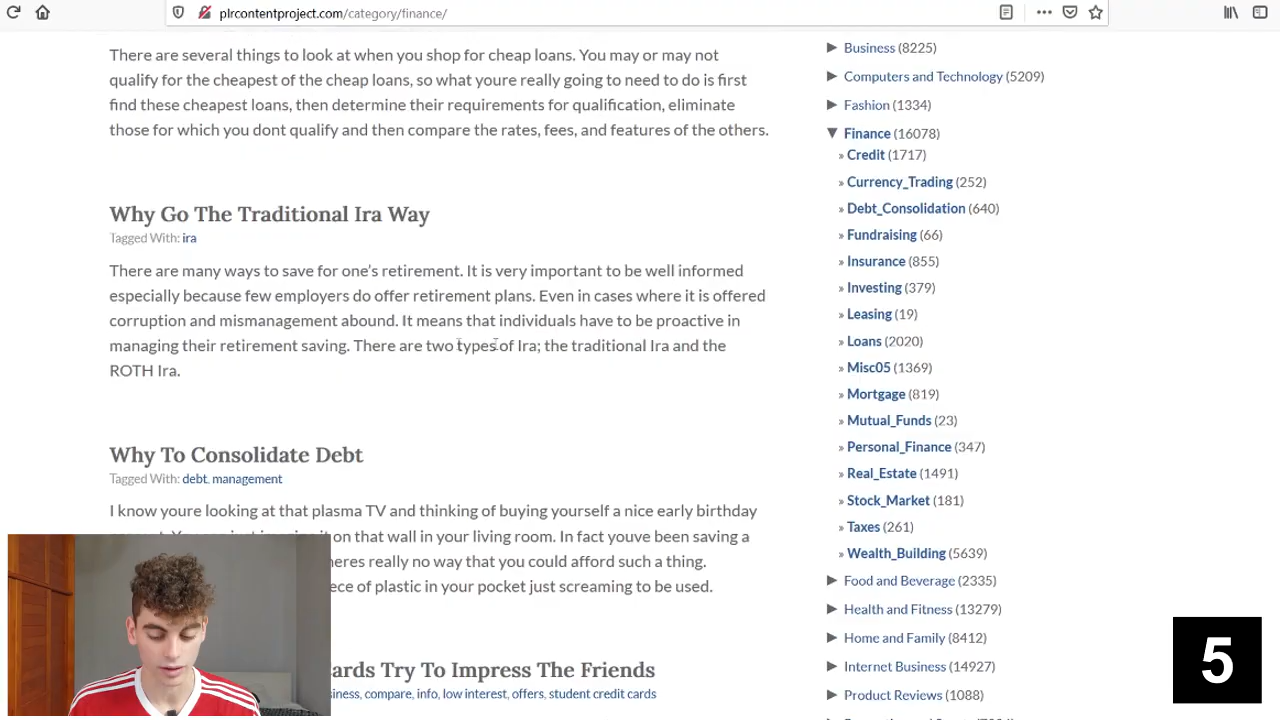 plrcontentproject.com/category/finance/
There are several things to look at when you shop for cheap loans. You may or may not
qualify for the cheapest of the cheap loans, so what youre really going to need to do is first
find these cheapest loans, then determine their requirements for qualification, eliminate
those for which you dont qualify and then compare the rates, fees, and features of the others.
Why Go The Traditional Ira Way
Tagged With: ira
There are many ways to save for one's retirement. It is very important to be well informed
especially because few employers do offer retirement plans. Even in cases where it is offered
corruption and mismanagement abound. It means that individuals have to be proactive in
managing their retirement saving. There are two types of Ira; the traditional Ira and the
ROTH Ira.
Why To Consolidate Debt
Tagged With: debt, management
I know youre looking at that plasma TV and thinking of buying yourself a nice early birthday
on that wall in your living room. In fact youve been saving a
heres really no way that you could afford such a thing.
ece of plastic in your pocket just screaming to be used.
ards Try To Impress The Friends
siness, compare, info, low interest, offers, student credit cards
Business (8225)
Computers and Technology (5209)
Fashion (1334)
Finance (16078)
» Credit (1717)
» Currency_Trading (252)
» Debt_Consolidation (640)
» Fundraising (66)
» Insurance (855)
» Investing (379)
» Leasing (19)
» Loans (2020)
» Misc05 (1369)
» Mortgage (819)
» Mutual_Funds (23)
» Personal_Finance (347)
» Real_Estate (1491)
» Stock_Market (181)
» Taxes (261)
» Wealth_Building (5639)
Food and Beverage (2335)
Health and Fitness (13279)
Home and Family (8412)
Internet Business (14927)
Product Reviews (1088)
5